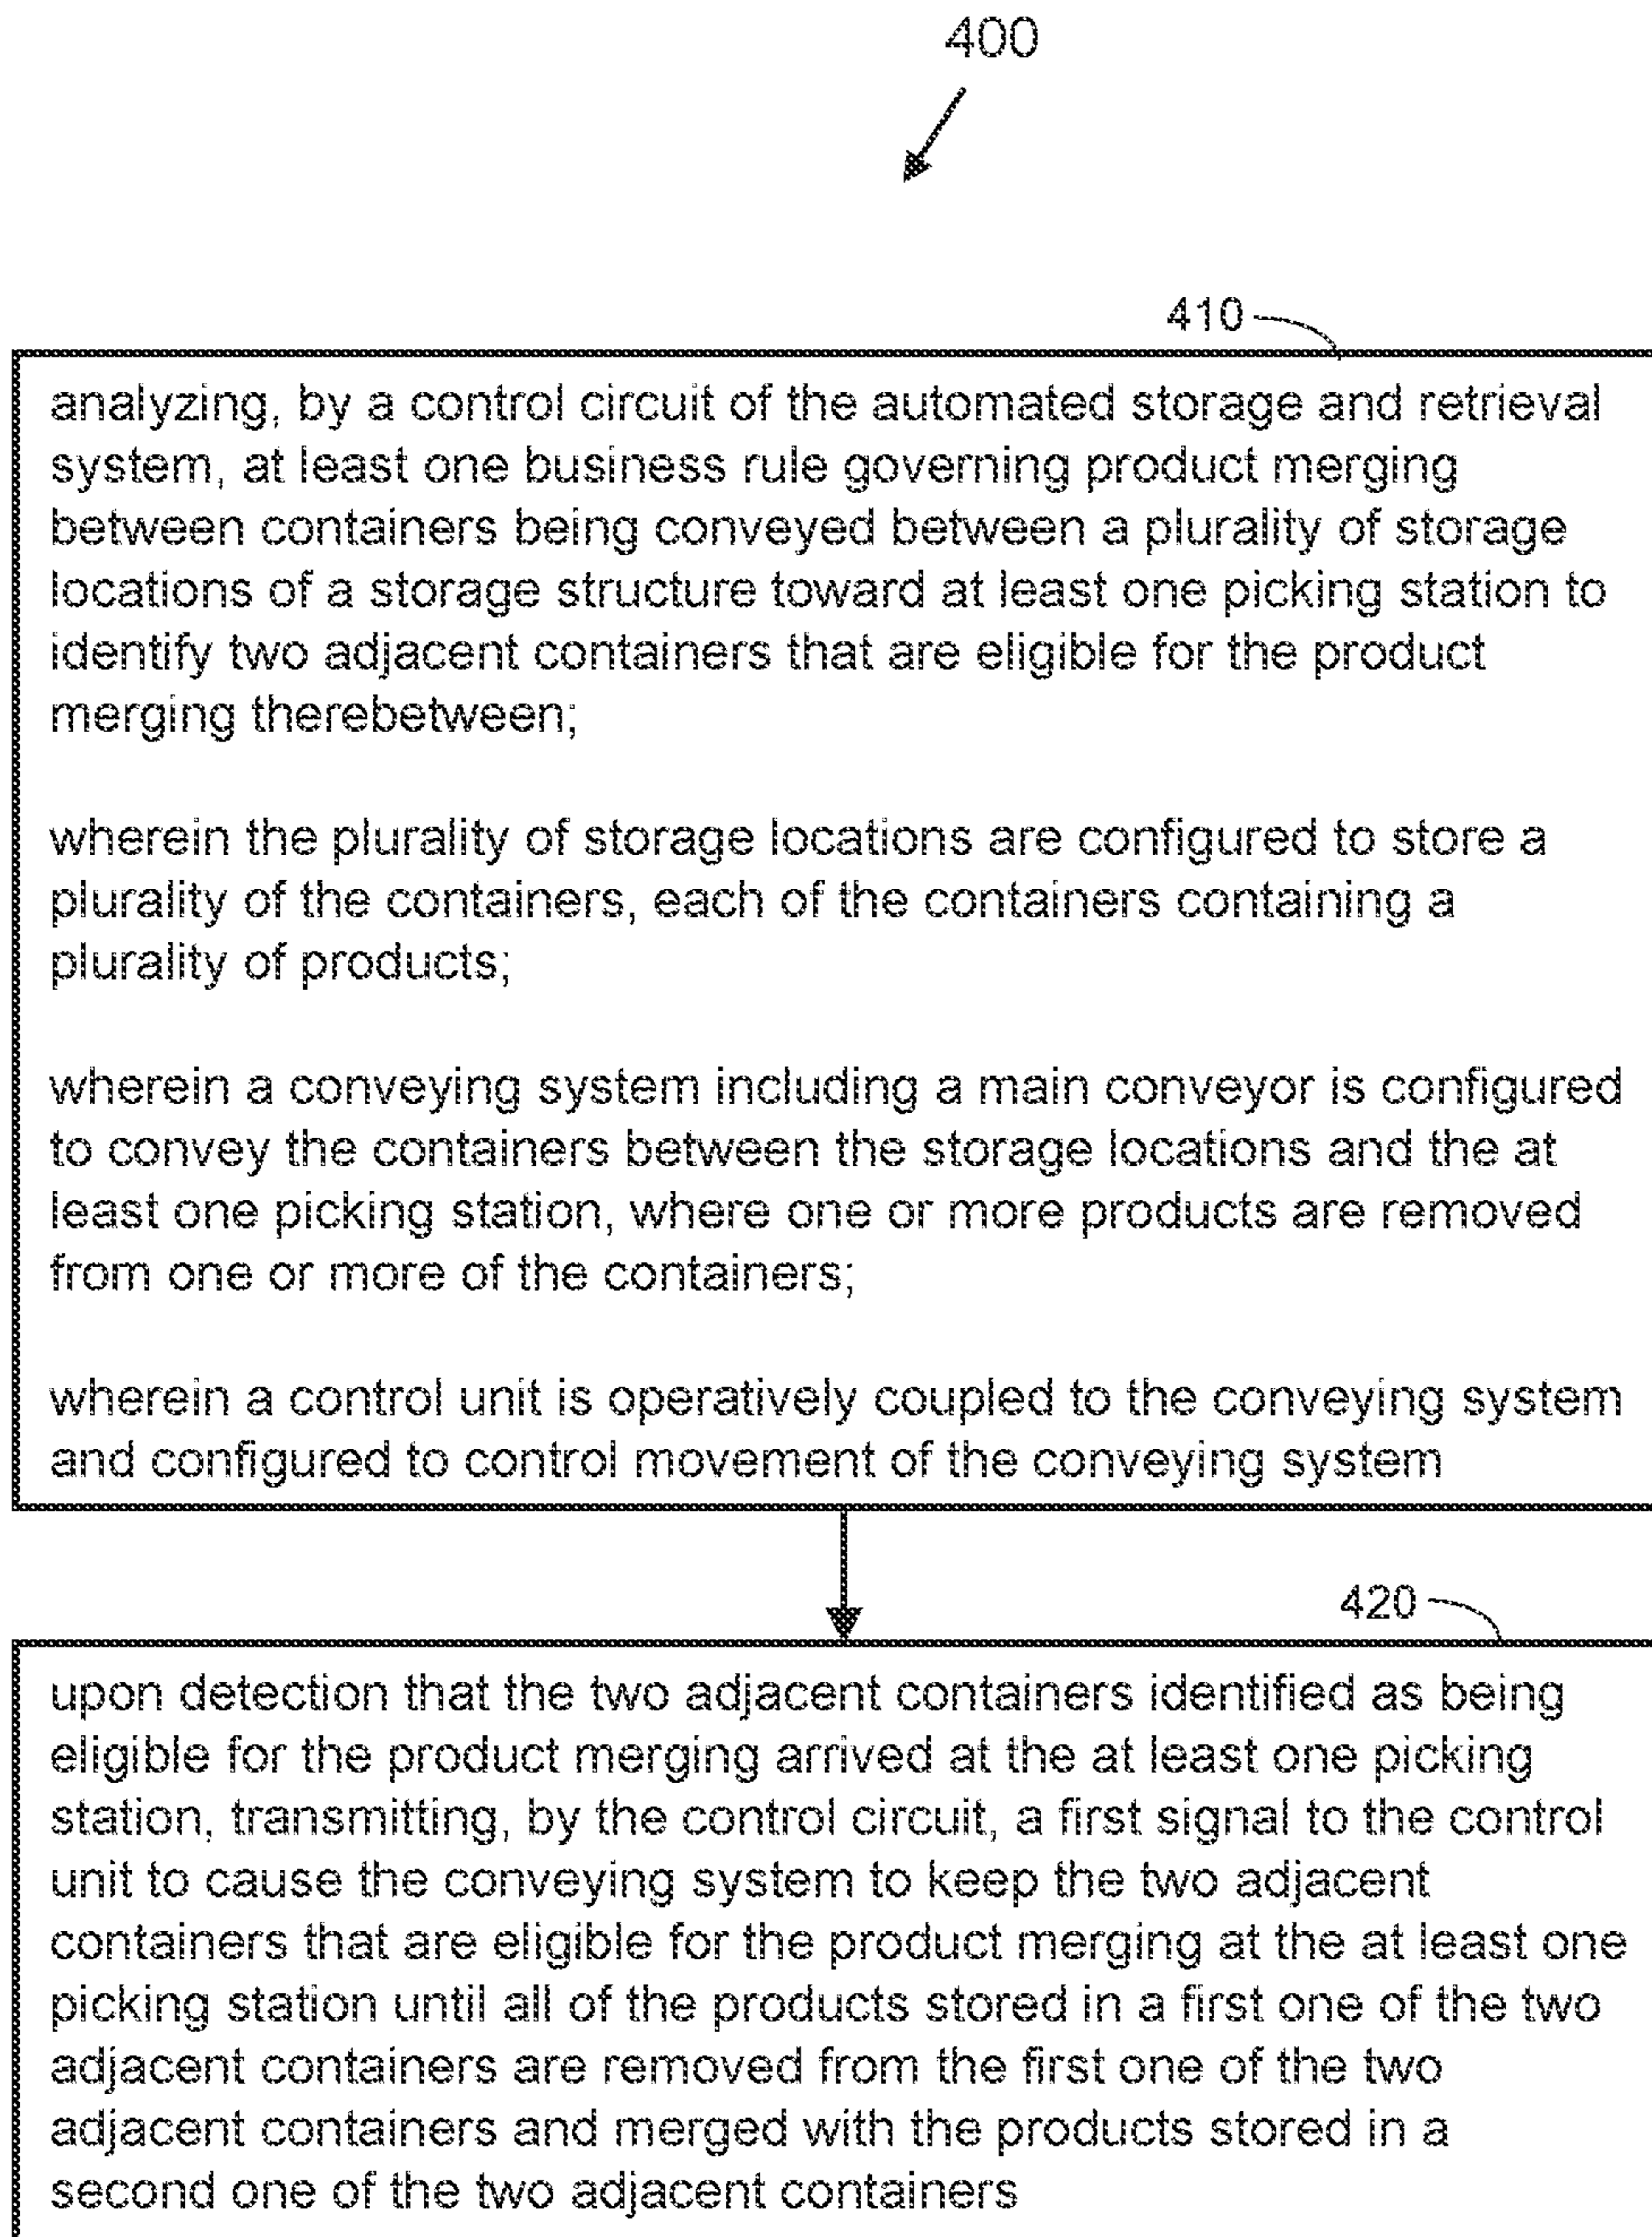 400
410
analyzing, by a control circuit of the automated storage and retrieval
system, at least one business rule governing product merging
between containers being conveyed between a plurality of storage
locations of a storage structure toward at least one picking station to
identify two adjacent containers that are eligible for the product
merging therebetween;
wherein the plurality of storage locations are configured to store a
plurality of the containers, each of the containers containing a
plurality of products;
wherein a conveying system including a main conveyor is configured
to convey the containers between the storage locations and the at
least one picking station, where one or more products are removed
from one or more of the containers;
wherein a control unit is operatively coupled to the conveying system
and configured to control movement of the conveying system
420
upon detection that the two adjacent containers identified as being
eligible for the product merging arrived at the at least one picking
station, transmitting, by the control circuit, a first signal to the control
unit to cause the conveying system to keep the two adjacent
containers that are eligible for the product merging at the at least one
picking station until all of the products stored in a first one of the two
adjacent containers are removed from the first one of the two
adjacent containers and merged with the products stored in a
second one of the two adjacent containers